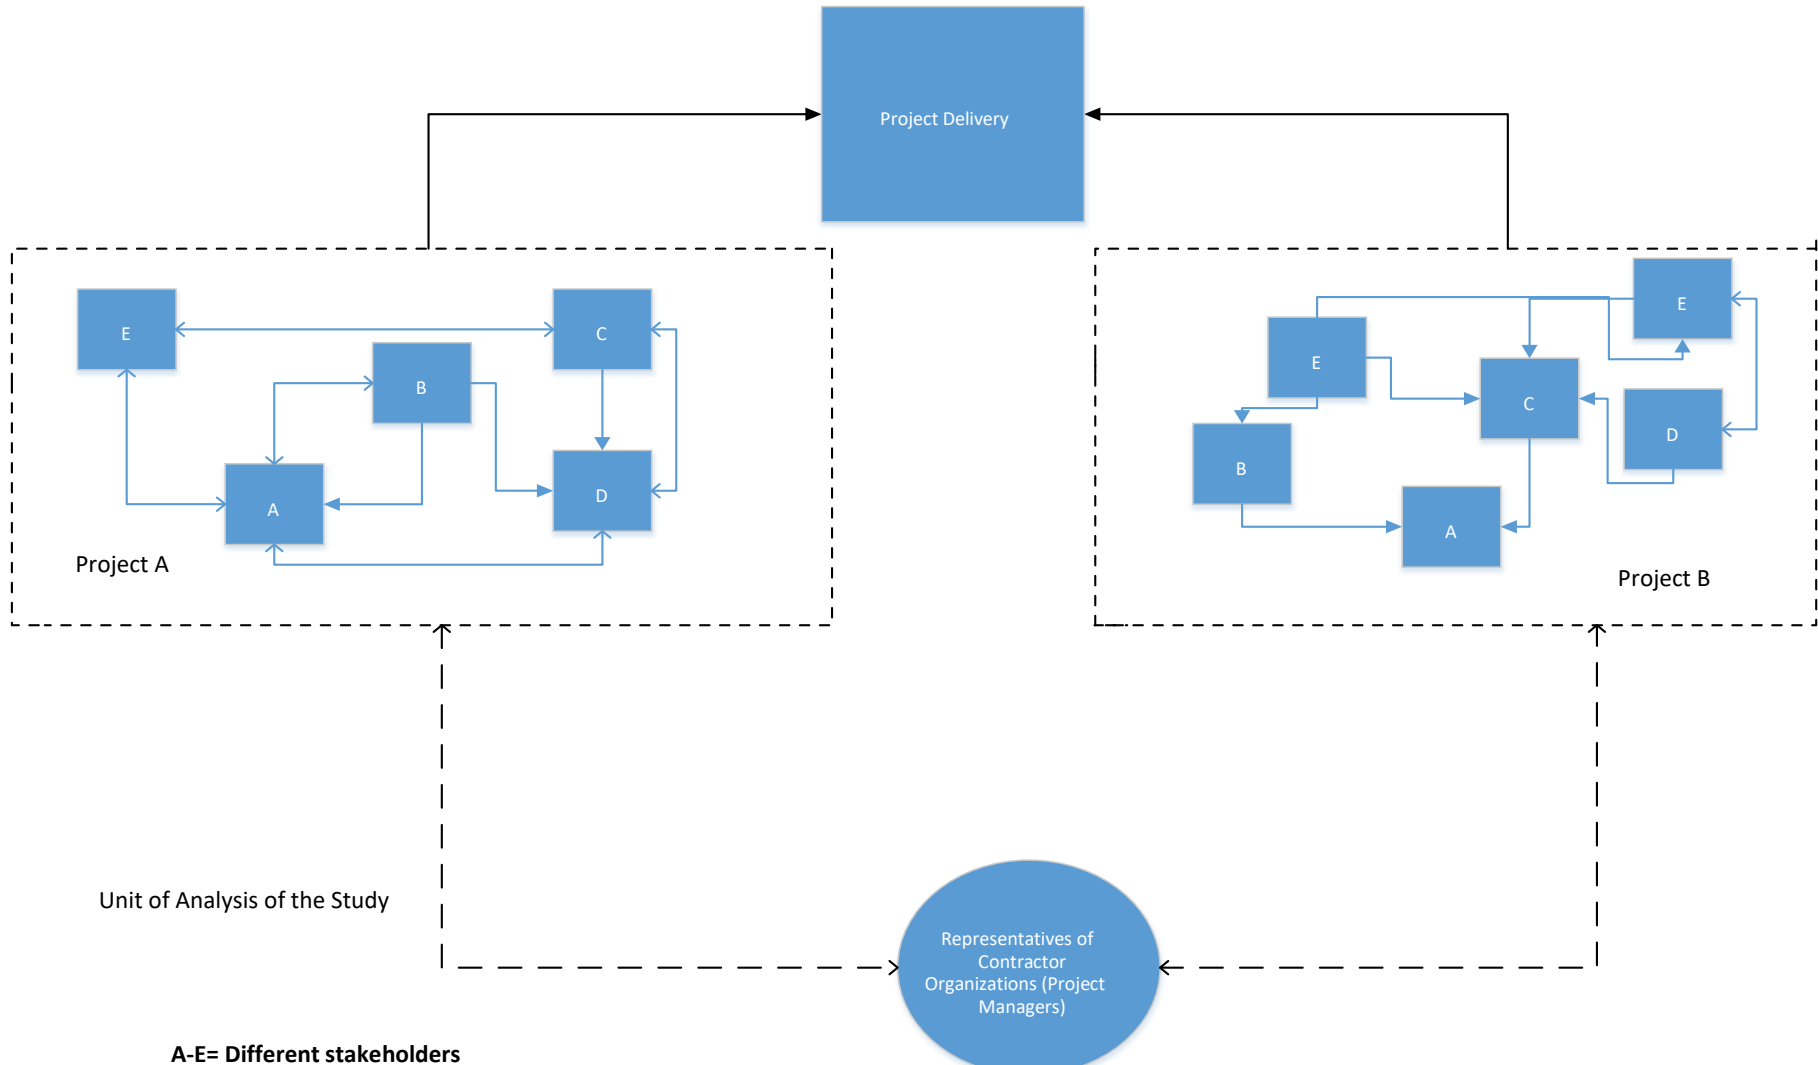 Project Delivery
E
C
B
A
D
Project A
E
E
C
D
B
A
Project B
Unit of Analysis of the Study
Representatives of
Contractor
Organizations (Project
Managers)
A-E= Different stakeholders